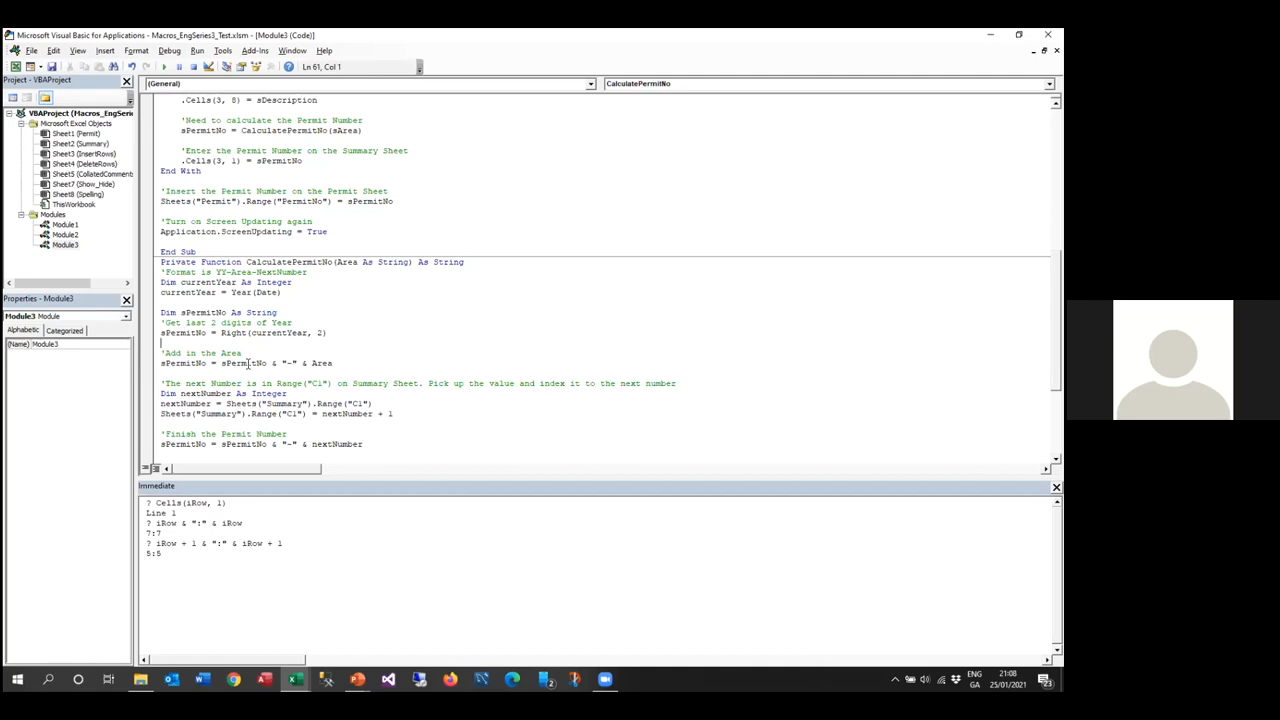 Microsoft Visual Basic for Applications - Macros_EngSeries3_Test.xlsm - [Module3 (Code)]
File Edit View Insert Format Debug Run Tools Add-Ins Window Help
Ln 61, Col 1
Project - VBAProject
(General)
CalculatePermitNo
VBAProject (Macros_EngSerie
Microsoft Excel Objects
Sheet1 (Permit)
Sheet2 (Summary)
Sheet3 (InsertRows)
Sheet4 (DeleteRows)
Sheet5 (CollatedComments
Sheet7 (Show_Hide)
Sheet8 (Spelling)
ThisWorkbook
Modules
Module1
Module2
Module3
Properties - Module3
Module3 Module
Alphabetic Categorized
(Name) Module3
.Cells(3, 8) = sDescription
'Need to calculate the Permit Number
sPermitNo = CalculatePermitNo(sArea)
'Enter the Permit Number on the Summary Sheet
.Cells(3, 1) = sPermitNo
End With
'Insert the Permit Number on the Permit Sheet
Sheets("Permit").Range("PermitNo") = sPermitNo
'Turn on Screen Updating again
Application.ScreenUpdating = True
End Sub
Private Function CalculatePermitNo(Area As String) As String
'Format is YY-Area-NextNumber
Dim currentYear As Integer
currentYear = Year(Date)
Dim sPermitNo As String
'Get last 2 digits of Year
sPermitNo = Right(currentYear, 2)
'Add in the Area
sPermitNo = sPermitNo & "-" & Area
'The next Number is in Range("C1") on Summary Sheet. Pick up the value and index it to the next number
Dim nextNumber As Integer
nextNumber = Sheets("Summary").Range("C1")
Sheets("Summary").Range("C1") = nextNumber + 1
'Finish the Permit Number
sPermitNo = sPermitNo & "-" & nextNumber
Immediate
? Cells(iRow, 1)
Line 1
? iRow & ":" & iRow
7:7
? iRow + 1 & ":" & iRow + 1
5:5
ENG
GA
21:08
25/01/2021
2
23